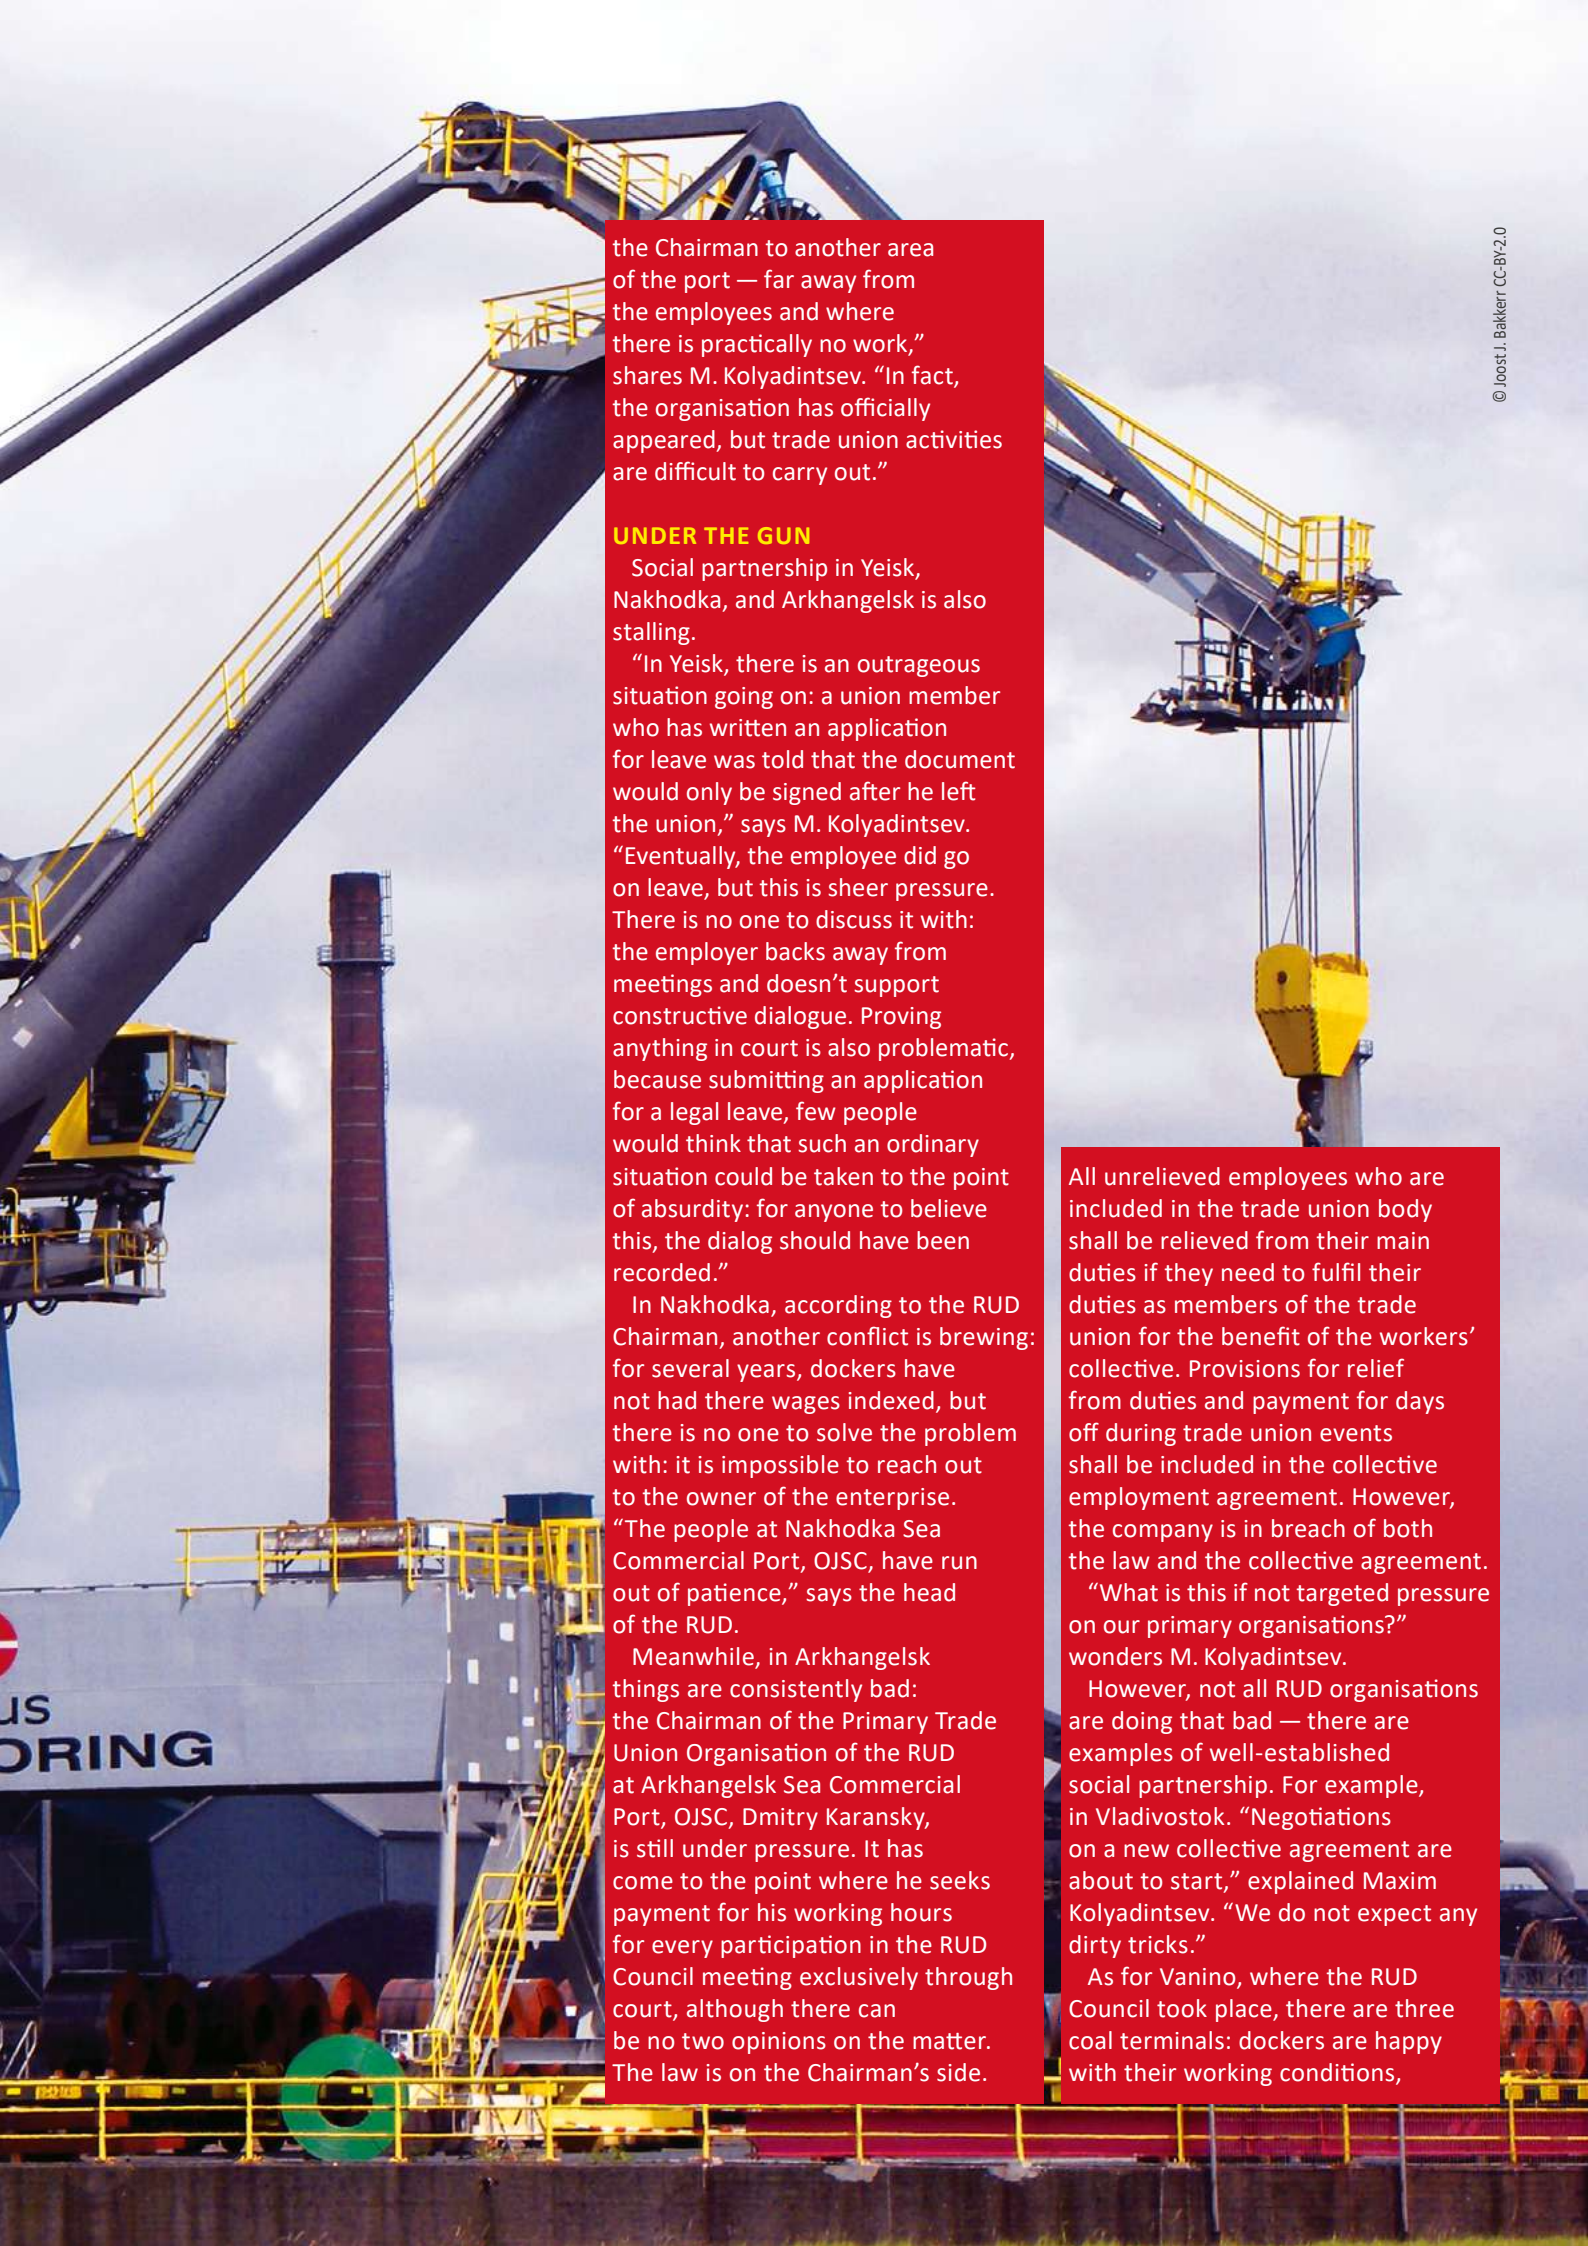 © Joost J. Bakkerr CC-BY-2.0
the Chairman to another area
of the port — far away from
the employees and where
there is practically no work,”
shares M. Kolyadintsev. “In fact,
the organisation has officially
appeared, but trade union activities
are difficult to carry out.”
UNDER THE GUN
Social partnership in Yeisk,
Nakhodka, and Arkhangelsk is also
stalling.
“In Yeisk, there is an outrageous
situation going on: a union member
who has written an application
for leave was told that the document
would only be signed after he left
the union,” says M. Kolyadintsev.
“Eventually, the employee did go
on leave, but this is sheer pressure.
There is no one to discuss it with:
the employer backs away from
meetings and doesn’t support
constructive dialogue. Proving
anything in court is also problematic,
because submitting an application
for a legal leave, few people
would think that such an ordinary
situation could be taken to the point
of absurdity: for anyone to believe
this, the dialog should have been
recorded.”
In Nakhodka, according to the RUD
Chairman, another conflict is brewing:
for several years, dockers have
not had there wages indexed, but
there is no one to solve the problem
with: it is impossible to reach out
to the owner of the enterprise.
“The people at Nakhodka Sea
Commercial Port, OJSC, have run
out of patience,” says the head
of the RUD.
Meanwhile, in Arkhangelsk
things are consistently bad:
the Chairman of the Primary Trade
Union Organisation of the RUD
at Arkhangelsk Sea Commercial
Port, OJSC, Dmitry Karansky,
is still under pressure. It has
come to the point where he seeks
payment for his working hours
for every participation in the RUD
Council meeting exclusively through
court, although there can
be no two opinions on the matter.
The law is on the Chairman’s side.
All unrelieved employees who are
included in the trade union body
shall be relieved from their main
duties if they need to fulfil their
duties as members of the trade
union for the benefit of the workers’
collective. Provisions for relief
from duties and payment for days
off during trade union events
shall be included in the collective
employment agreement. However,
the company is in breach of both
the law and the collective agreement.
“What is this if not targeted pressure
on our primary organisations?”
wonders M. Kolyadintsev.
However, not all RUD organisations
are doing that bad — there are
examples of well-established
social partnership. For example,
in Vladivostok. “Negotiations
on a new collective agreement are
about to start,” explained Maxim
Kolyadintsev. “We do not expect any
dirty tricks.”
As for Vanino, where the RUD
Council took place, there are three
coal terminals: dockers are happy
with their working conditions,
us
ORING